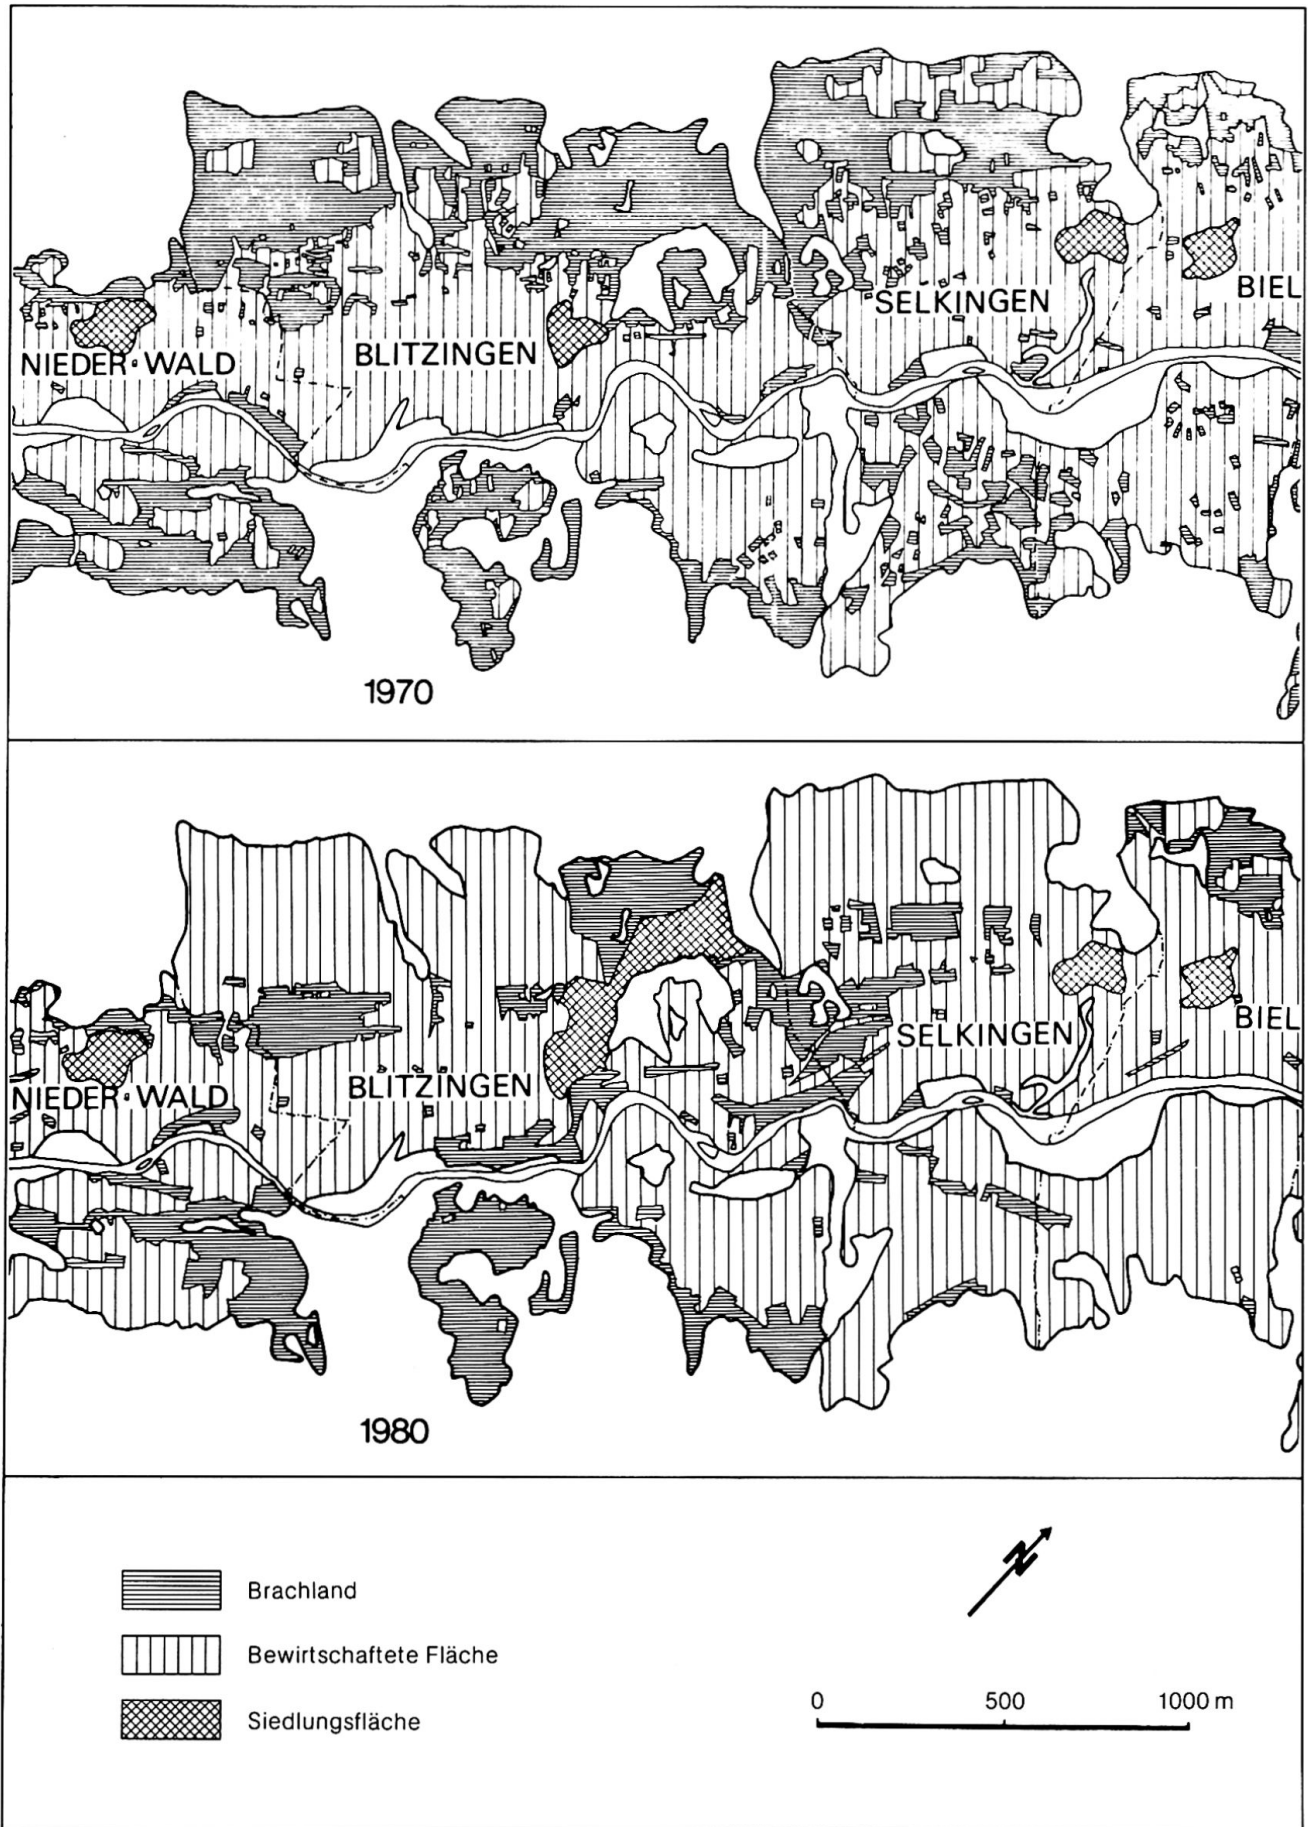 SELKINGEN
BIEL
NIEDER·WALD
BLITZINGEN
1970
SELKINGEN
BIEL
NIEDER·WALD
BLITZINGEN
1980
N
Brachland
Bewirtschaftete Fläche
Siedlungsfläche
0 500 1000 m